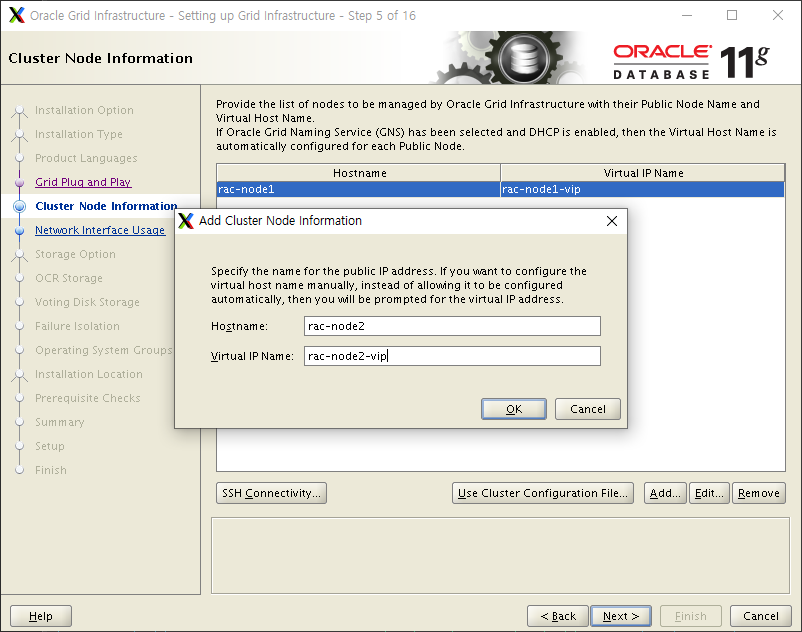 Oracle Grid Infrastructure - Setting up Grid Infrastructure - Step 5 of 16
Cluster Node Information
ORACLE
DATABASE 11g
Installation Option
Installation Type
Product Languages
Grid Plug and Play
Cluster Node Information
Network Interface Usage
Storage Option
OCR Storage
Voting Disk Storage
Failure Isolation
Operating System Groups
Installation Location
Prerequisite Checks
Summary
Setup
Finish
Provide the list of nodes to be managed by Oracle Grid Infrastructure with their Public Node Name and
Virtual Host Name.
If Oracle Grid Naming Service (GNS) has been selected and DHCP is enabled, then the Virtual Host Name is
automatically configured for each Public Node.
Hostname Virtual IP Name
rac-node1 rac-node1-vip
Add Cluster Node Information
Specify the name for the public IP address. If you want to configure the
virtual host name manually, instead of allowing it to be configured
automatically, then you will be prompted for the virtual IP address.
Hostname: rac-node2
Virtual IP Name: rac-node2-vip
OK Cancel
SSH Connectivity... Use Cluster Configuration File... Add... Edit... Remove
Help < Back Next > Finish Cancel